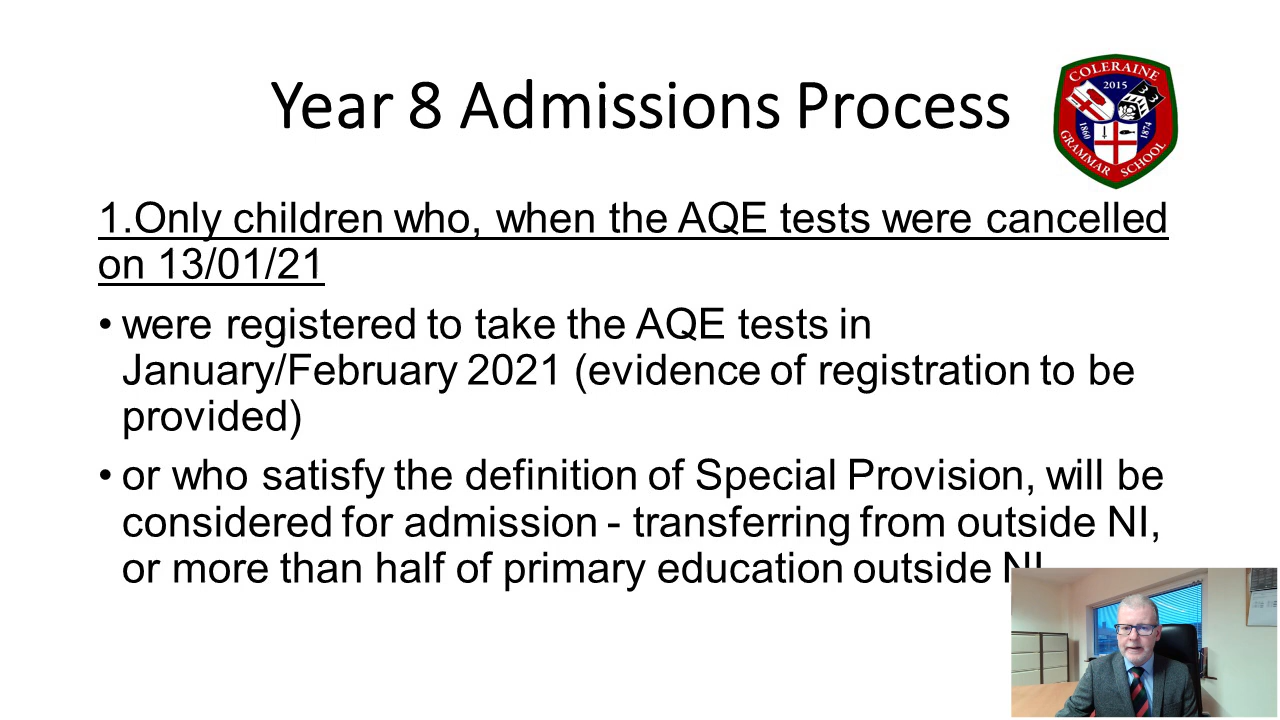 Year 8 Admissions Process
COLERAINE
2015
1860
1874
GRAMMAR SCHOOL
1.Only children who, when the AQE tests were cancelled
on 13/01/21
• were registered to take the AQE tests in
January/February 2021 (evidence of registration to be
provided)
• or who satisfy the definition of Special Provision, will be
considered for admission - transferring from outside NI,
or more than half of primary education outside NI